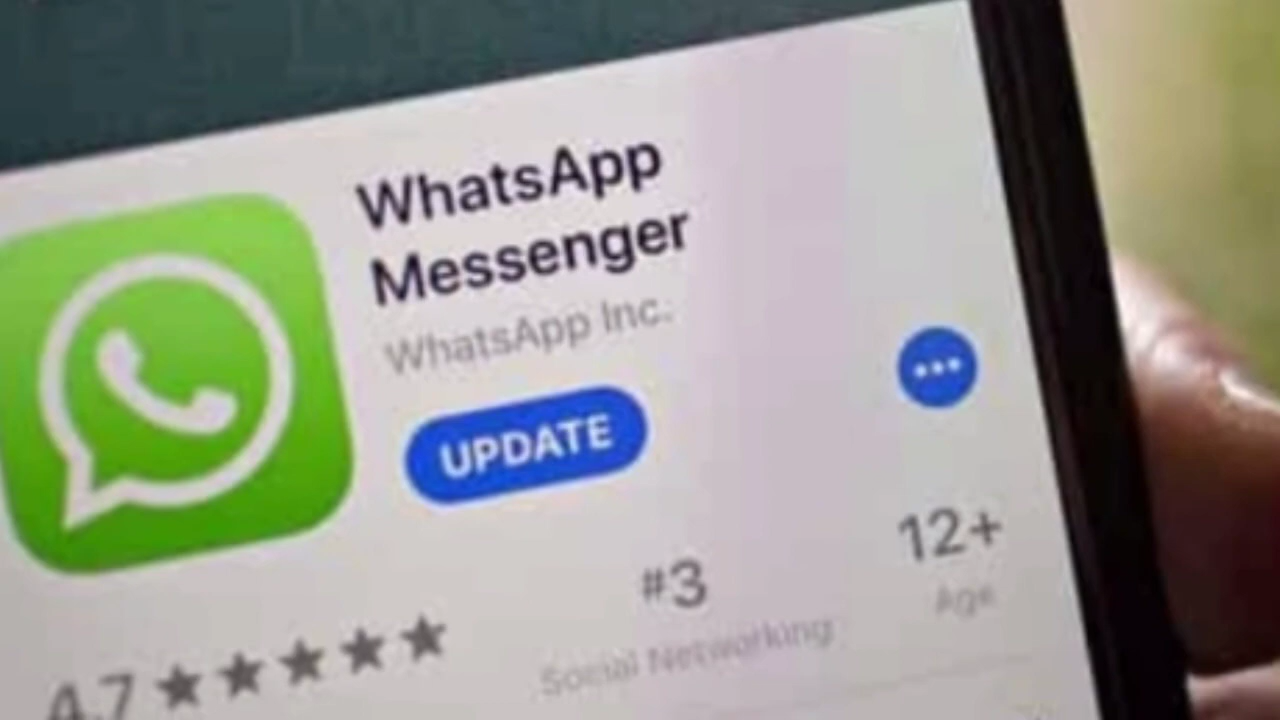 WhatsApp
Messenger
WhatsApp Inc.
UPDATE
4.7
#3
Social Networking
12+
Age